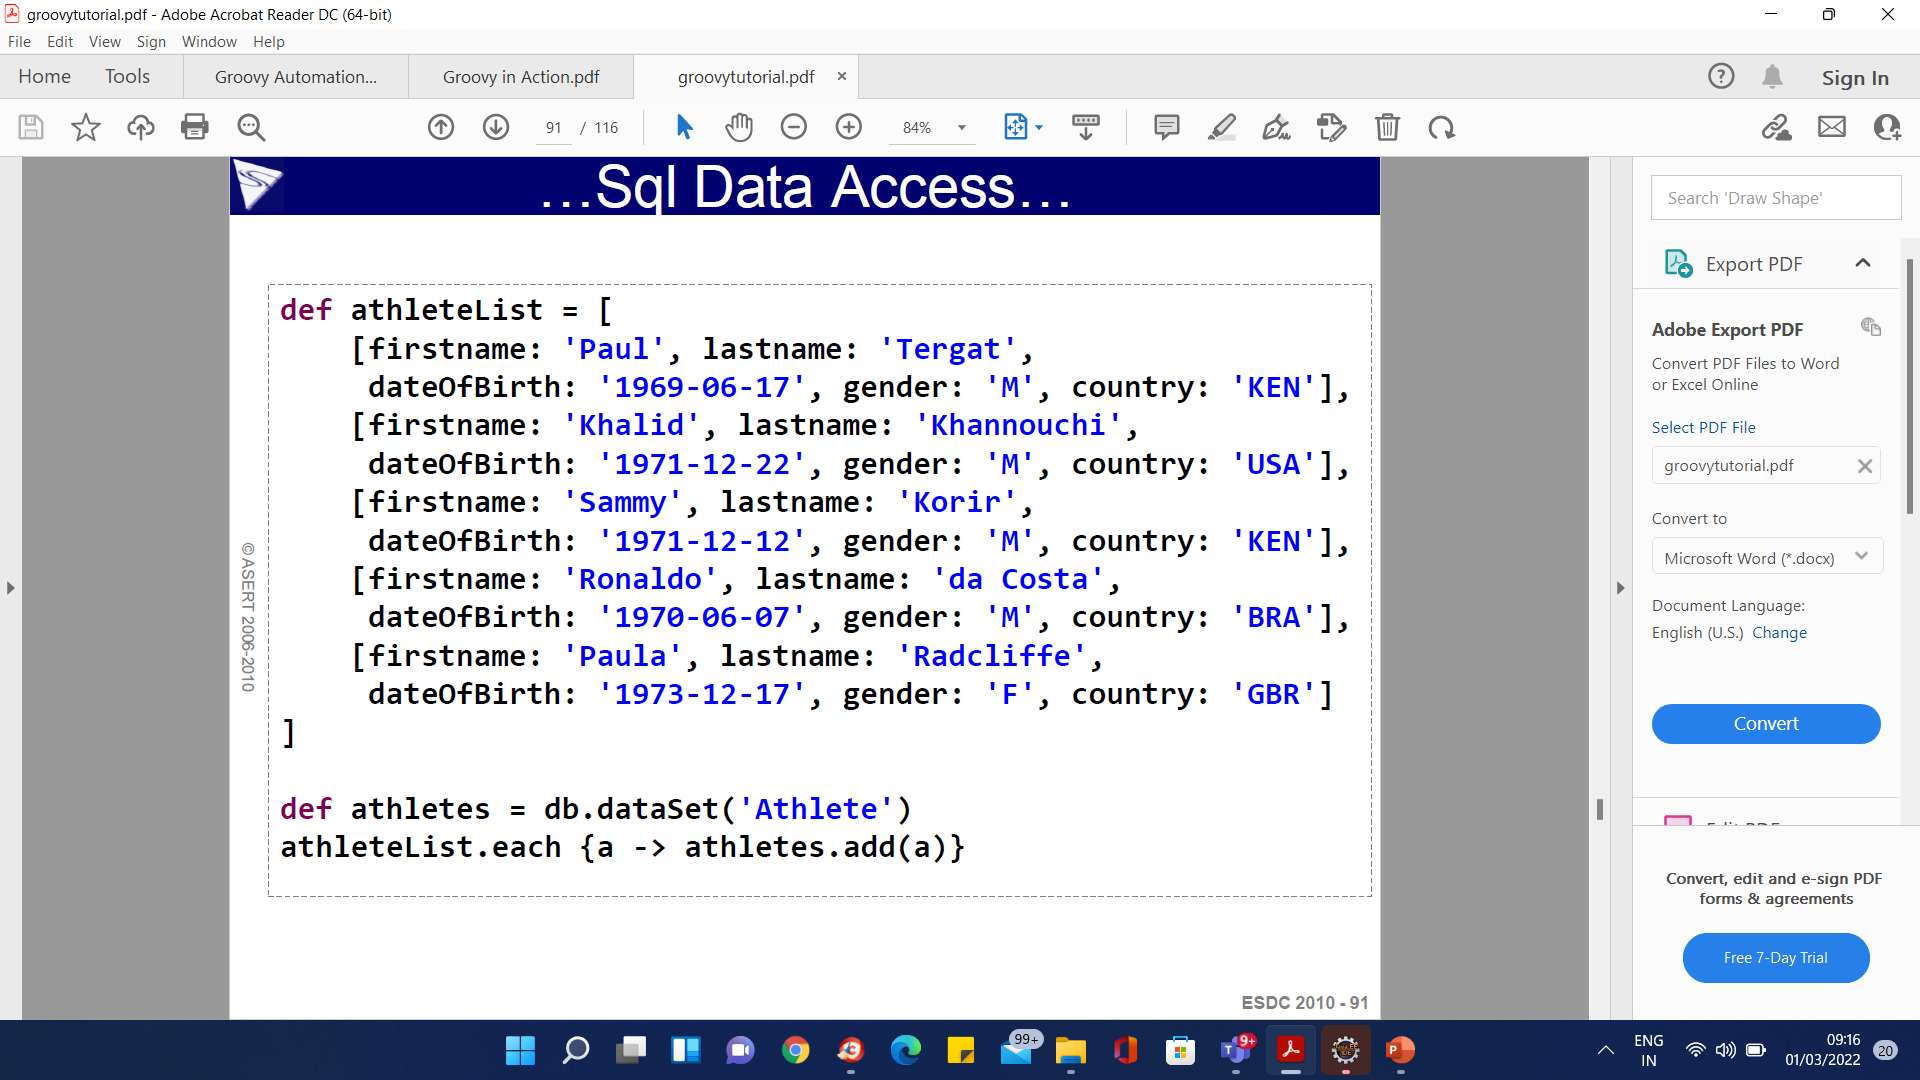 groovytutorial.pdf - Adobe Acrobat Reader DC (64-bit)
File Edit View Sign Window Help
Home Tools Groovy Automation... Groovy in Action.pdf groovytutorial.pdf Sign In
91 / 116 84%
...Sql Data Access...
def athleteList = [
[firstname: 'Paul', lastname: 'Tergat',
dateOfBirth: '1969-06-17', gender: 'M', country: 'KEN'],
[firstname: 'Khalid', lastname: 'Khannouchi',
dateOfBirth: '1971-12-22', gender: 'M', country: 'USA'],
[firstname: 'Sammy', lastname: 'Korir',
dateOfBirth: '1971-12-12', gender: 'M', country: 'KEN'],
[firstname: 'Ronaldo', lastname: 'da Costa',
dateOfBirth: '1970-06-07', gender: 'M', country: 'BRA'],
[firstname: 'Paula', lastname: 'Radcliffe',
dateOfBirth: '1973-12-17', gender: 'F', country: 'GBR']
]
def athletes = db.dataSet('Athlete')
athleteList.each {a -> athletes.add(a)}
© ASERT 2006-2010
ESDC 2010 - 91
Search 'Draw Shape'
Export PDF
Adobe Export PDF
Convert PDF Files to Word
or Excel Online
Select PDF File
groovytutorial.pdf
Convert to
Microsoft Word (*.docx)
Document Language:
English (U.S.) Change
Convert
Edit PDF
Convert, edit and e-sign PDF
forms & agreements
Free 7-Day Trial
99+
9+
ENG
IN
09:16
01/03/2022
20